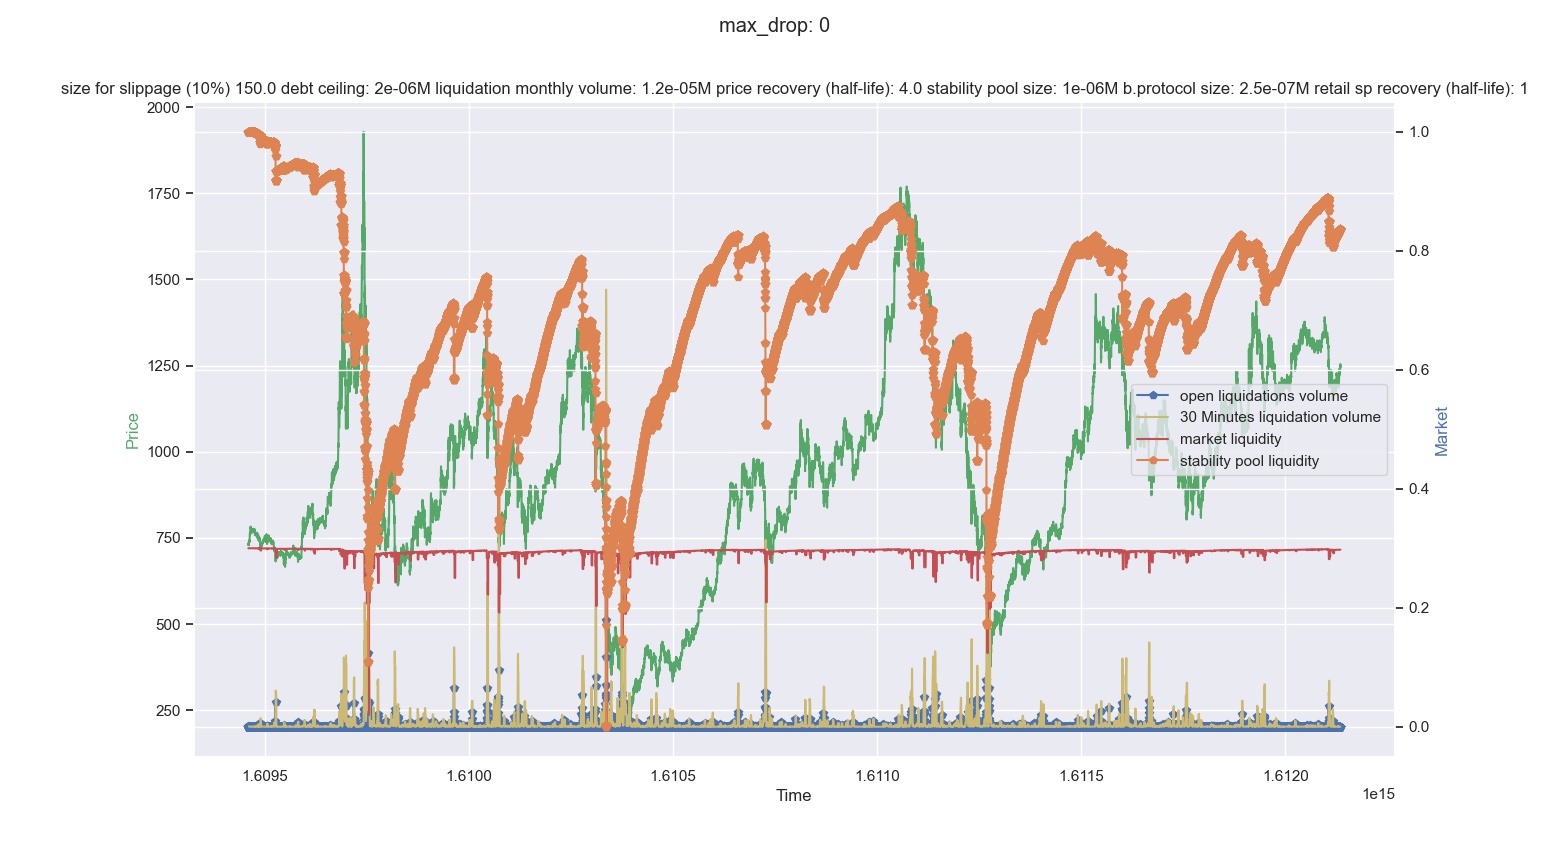 max_drop: 0
size for slippage (10%) 150.0 debt ceiling: 2e-06M liquidation monthly volume: 1.2e-05M price recovery (half-life): 4.0 stability pool size: 1e-06M b.protocol size: 2.5e-07M retail sp recovery (half-life): 1
2000
1750
1500
1250
1000
750
500
250
Price
1.0
0.8
0.6
0.4
0.2
0.0
Market
open liquidations volume
30 Minutes liquidation volume
market liquidity
stability pool liquidity
1.6095
1.6100
1.6105
1.6110
1.6115
1.6120
Time
1e15